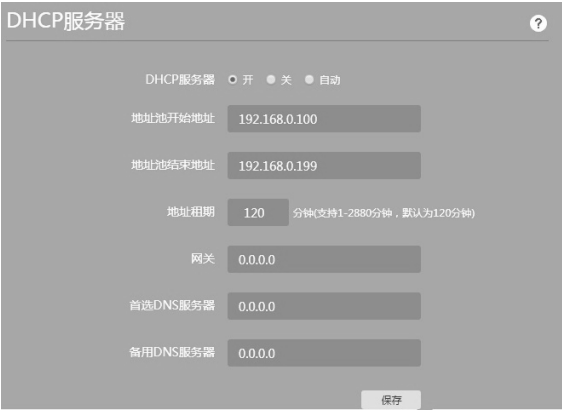 DHCP服务器
?
DHCP服务器 开 关 自动
地址池开始地址 192.168.0.100
地址池结束地址 192.168.0.199
地址租期 120 分钟(支持1-2880分钟，默认为120分钟)
网关 0.0.0.0
首选DNS服务器 0.0.0.0
备用DNS服务器 0.0.0.0
保存